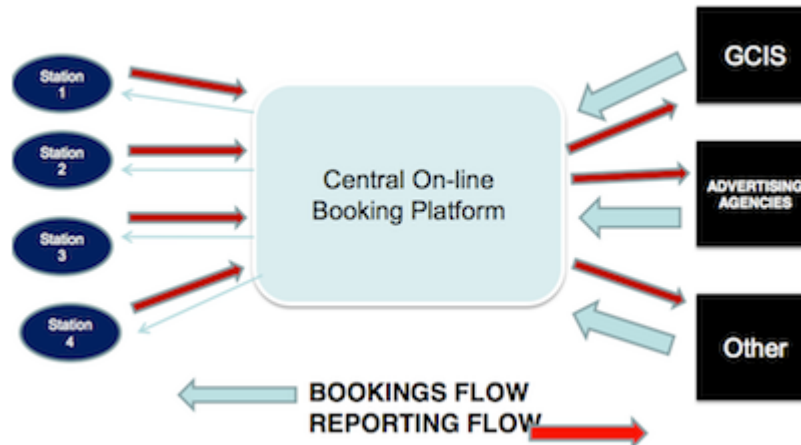 Station
1
Station
2
Station
3
Station
4
Central On-line
Booking Platform
GCIS
ADVERTISING
AGENCIES
Other
BOOKINGS FLOW
REPORTING FLOW